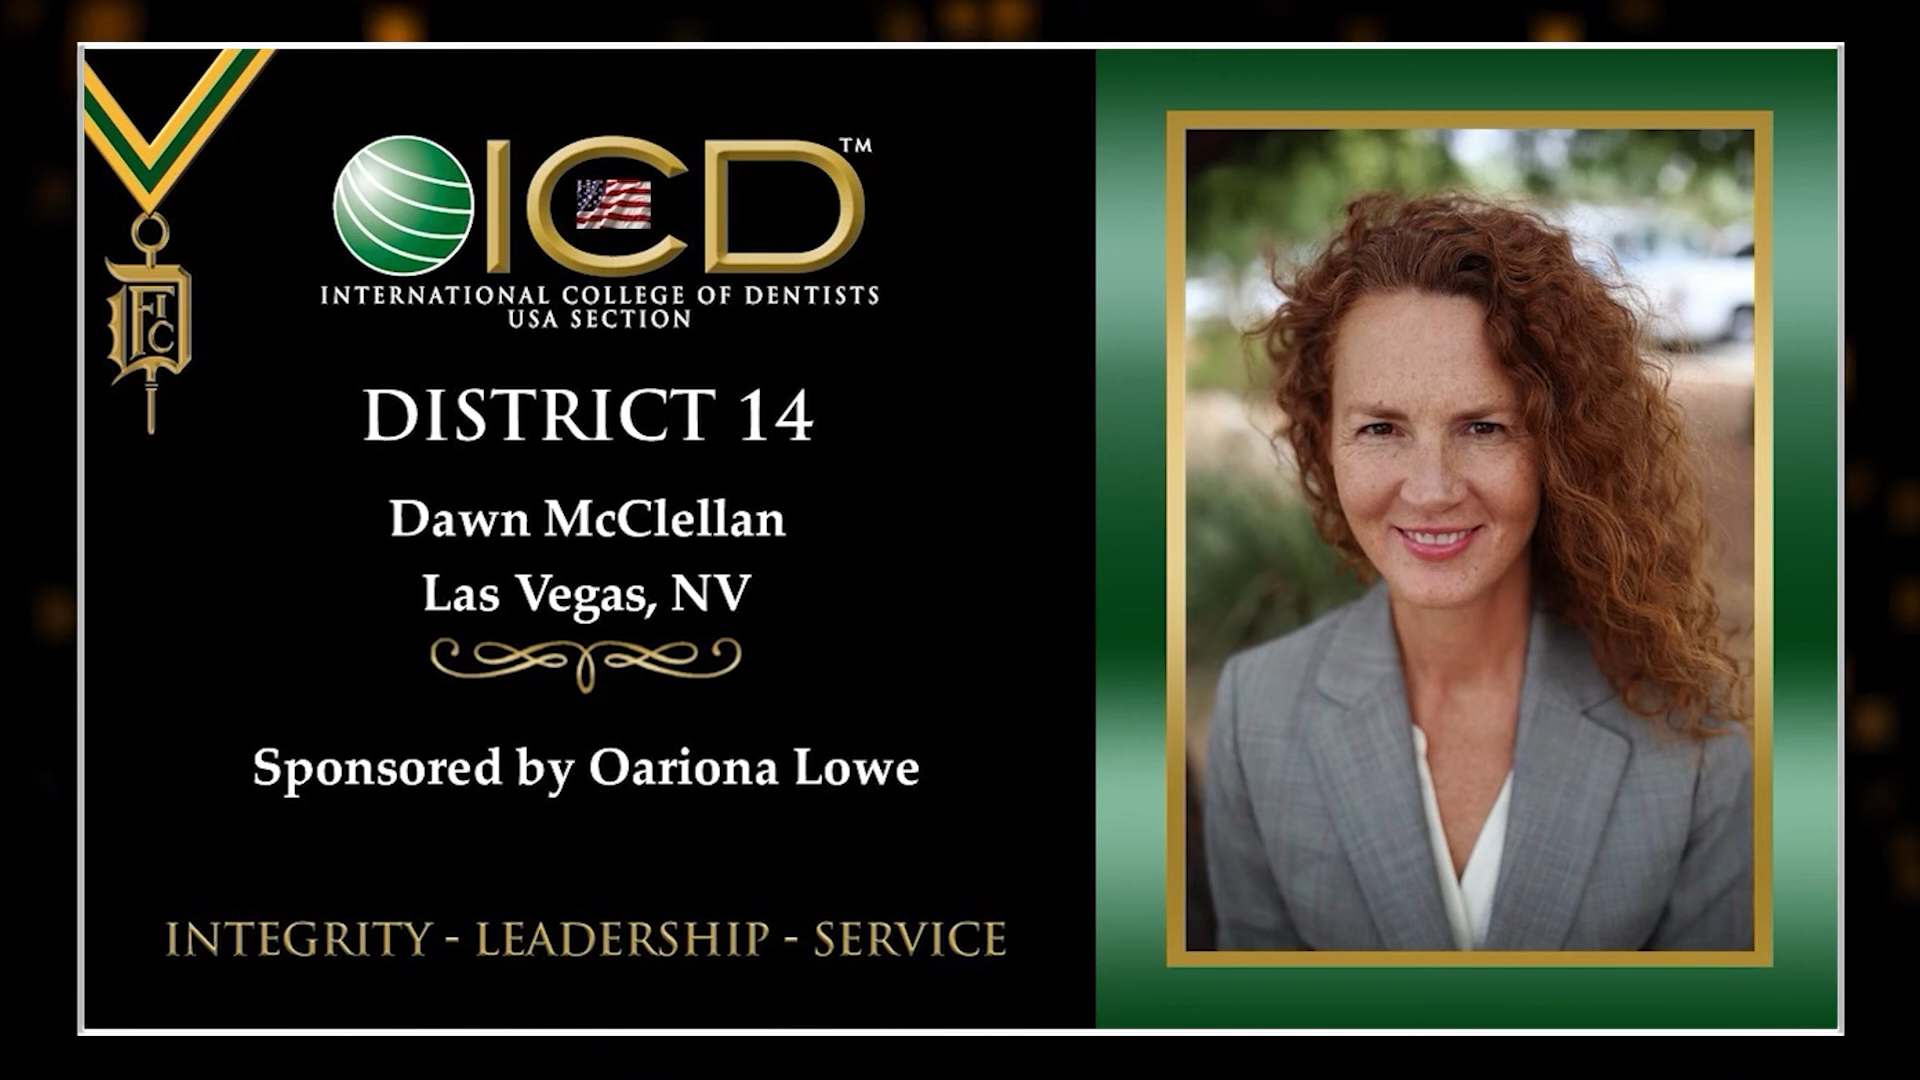 ICD™
INTERNATIONAL COLLEGE OF DENTISTS
USA SECTION
DFIC
DISTRICT 14
Dawn McClellan
Las Vegas, NV
Sponsored by Oariona Lowe
INTEGRITY - LEADERSHIP - SERVICE